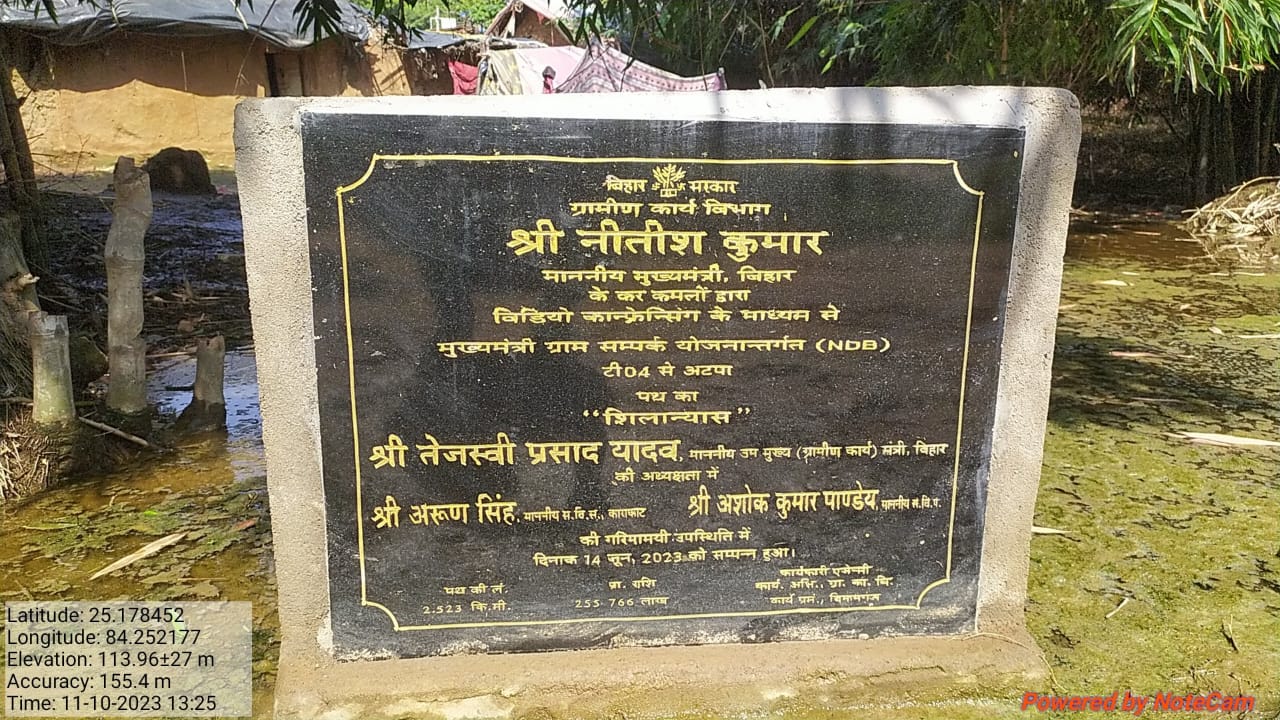 बिहार सरकार
ग्रामीण कार्य विभाग
श्री नीतीश कुमार
माननीय मुख्यमंत्री, बिहार
के कर कमलों द्वारा
विडियो कान्फ्रेन्सिंग के माध्यम से
मुख्यमंत्री ग्राम सम्पर्क योजनान्तर्गत (NDB)
टी04 से अटपा
पथ का
“शिलान्यास”
श्री तेजस्वी प्रसाद यादव, माननीय उप मुख्य (ग्रामीण कार्य) मंत्री, बिहार
की अध्यक्षता में
श्री अरूण सिंह, माननीय स.वि.स., काराकाट श्री अशोक कुमार पाण्डेय, माननीय स.वि.प.
की गरिमामयी उपस्थिति में
दिनांक 14 जून, 2023 को सम्पन्न हुआ।
पथ की लं. प्रा. राशि कार्यकारी एजेन्सी
2.523 कि.मी. 255.766 लाख कार्य. अभि., ग्रा. का. वि.
कार्य प्रमं.,
Latitude: 25.178452
Longitude: 84.252177
Elevation: 113.96±27 m
Accuracy: 155.4 m
Time: 11-10-2023 13:25
Powered by NoteCam